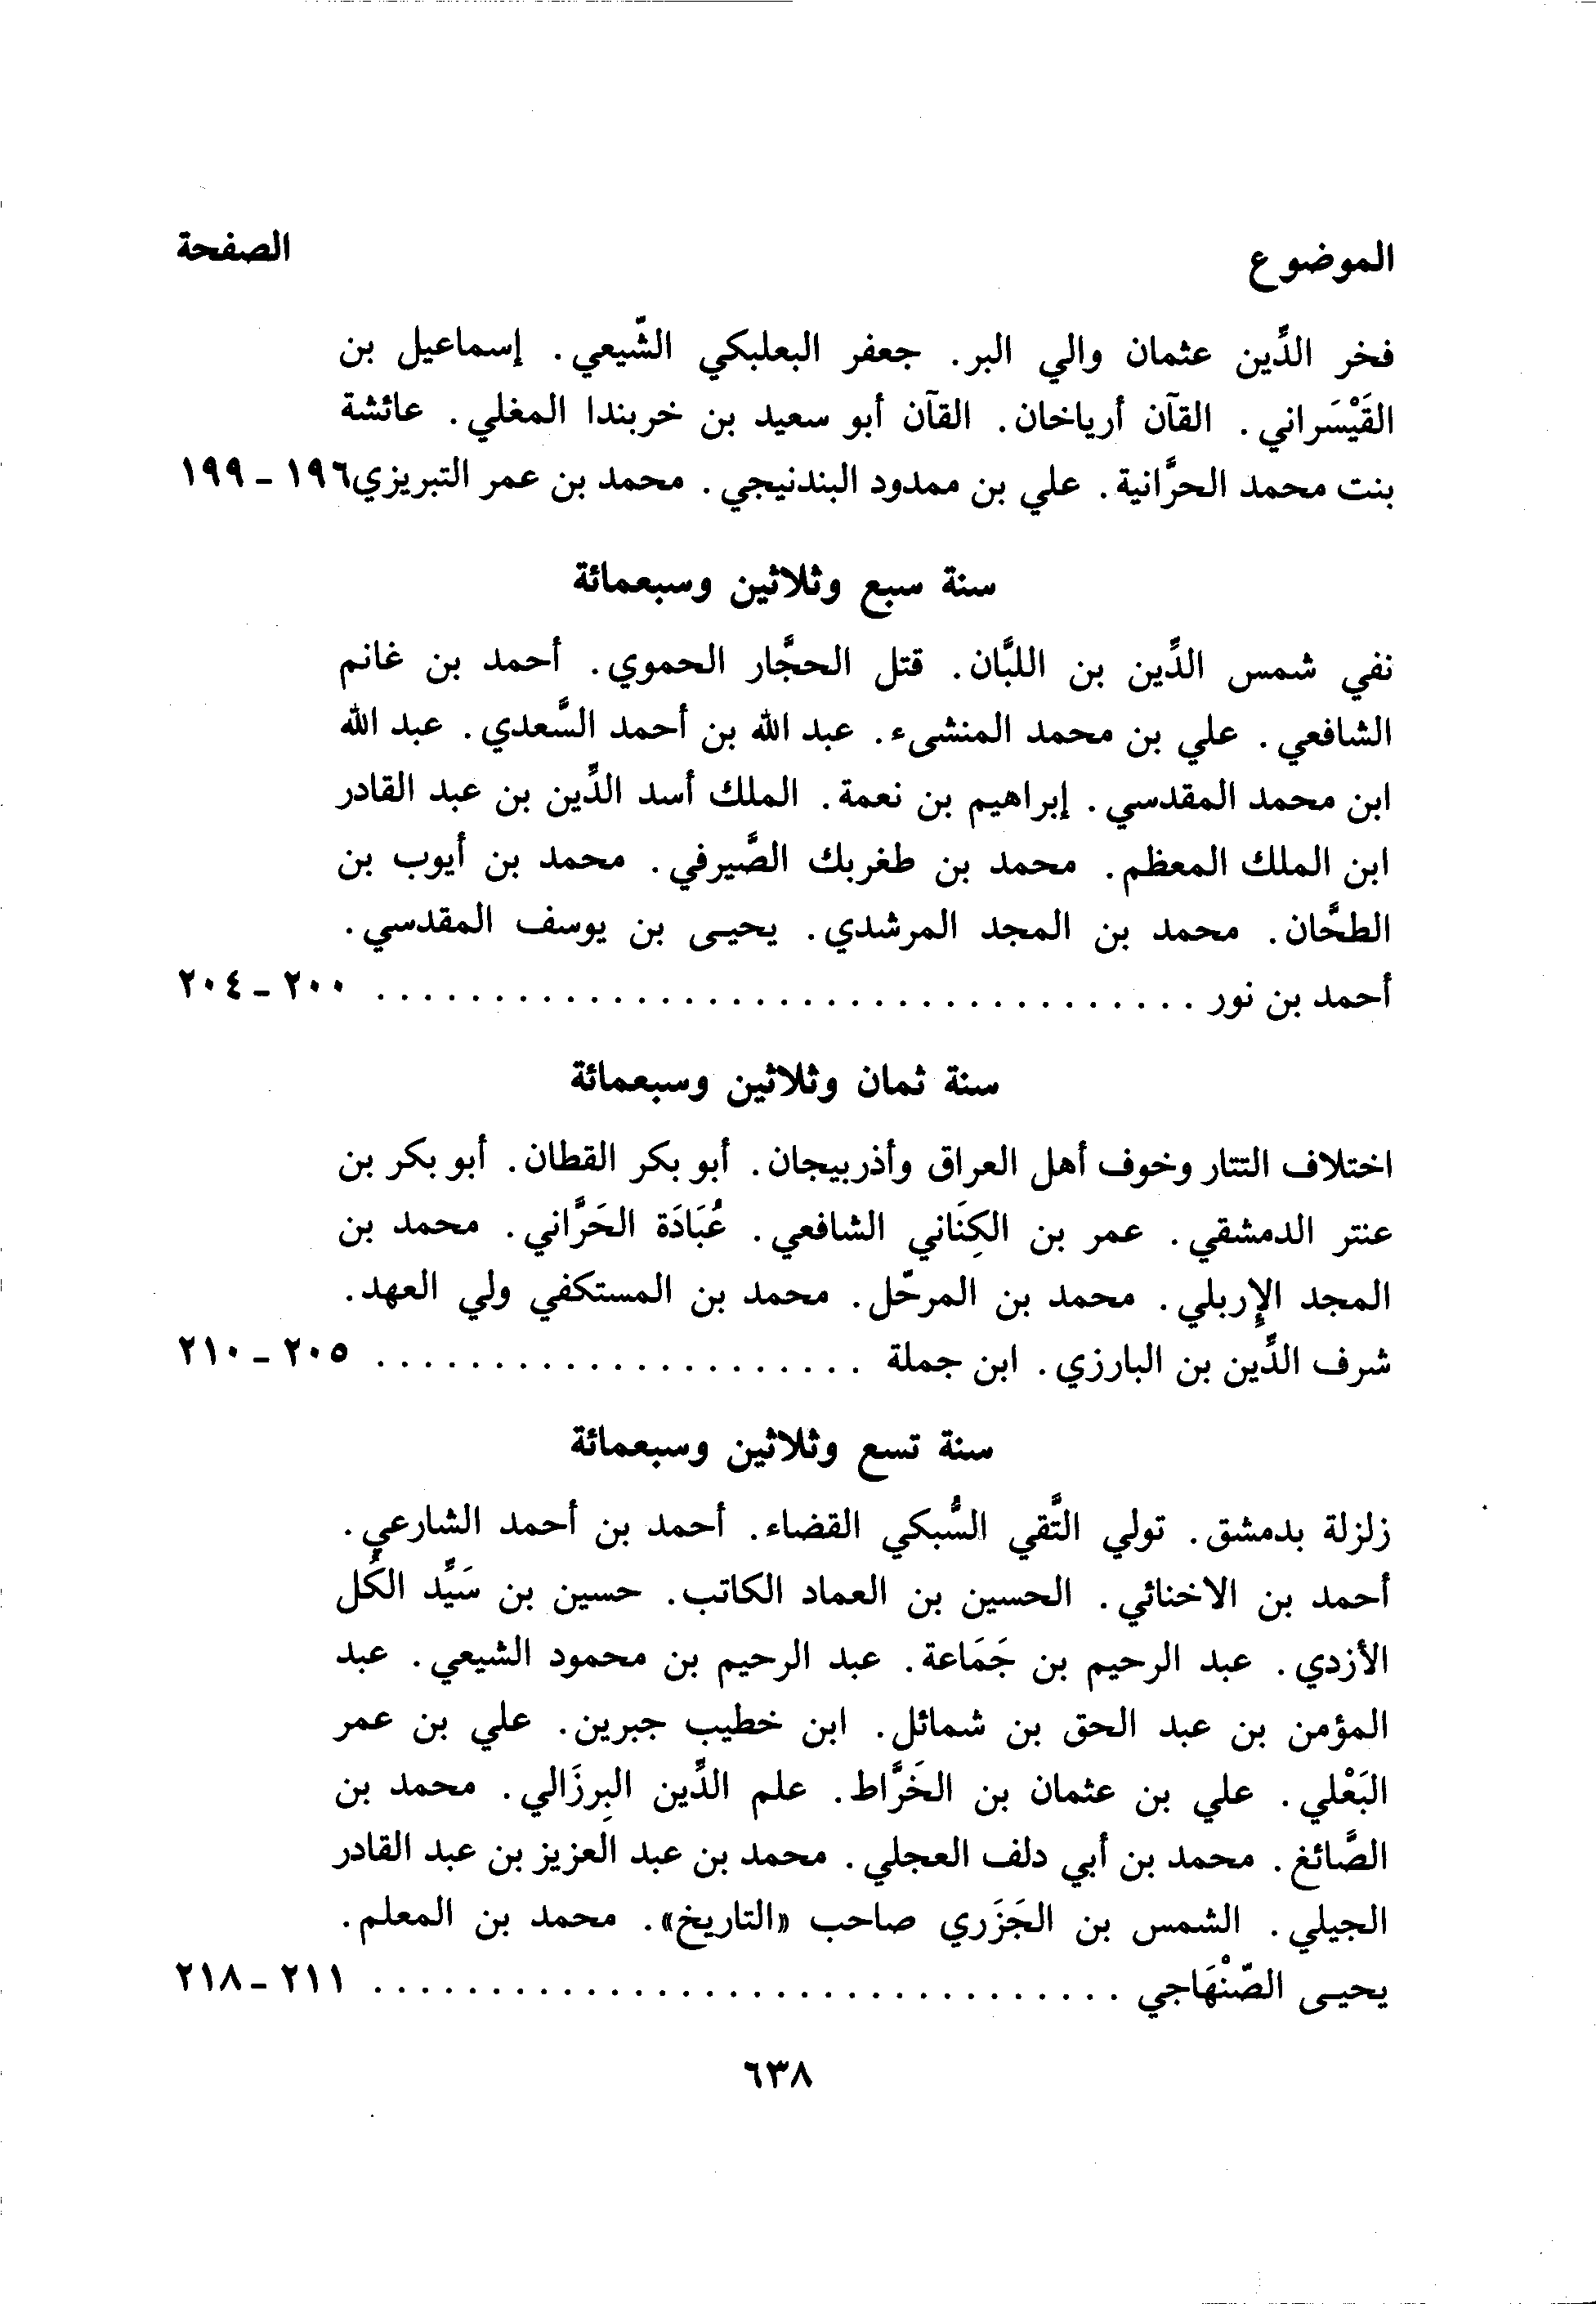 الموضوع الصفحة
فخر الدِّين عثمان والي البر. جعفر البعلبكي الشّيعي. إسماعيل بن
القَيْسَراني. القآن أرياخان. القآن أبو سعيد بن خربندا المغلي. عائشة
بنت محمد الحرَّانية. علي بن ممدود البندنيجي. محمد بن عمر التبريزي ١٩٦ - ١٩٩
سنة سبع وثلاثين وسبعمائة
نفي شمس الدِّين بن اللبَّان. قتل الحجَّار الحموي. أحمد بن غانم
الشافعي. علي بن محمد المنشىء. عبد الله بن أحمد السَّعدي. عبد الله
ابن محمد المقدسي. إبراهيم بن نعمة. الملك أسد الدِّين بن عبد القادر
ابن الملك المعظم. محمد بن طغربك الصَّيرفي. محمد بن أيوب بن
الطحَّان. محمد بن المجد المرشدي. يحيى بن يوسف المقدسي.
أحمد بن نور .................................. ٢٠٠ - ٢٠٤
سنة ثمان وثلاثين وسبعمائة
اختلاف التتار وخوف أهل العراق وأذربيجان. أبو بكر القطان. أبو بكر بن
عنتر الدمشقي. عمر بن الكِنَاني الشافعي. عُبَادَة الحَرَّاني. محمد بن
المجد الإِربلي. محمد بن المرحّل. محمد بن المستكفي ولي العهد.
شرف الدِّين بن البارزي. ابن جملة ..................... ٢٠٥ - ٢١٠
سنة تسع وثلاثين وسبعمائة
زلزلة بدمشق. تولي التَّقي السُّبكي القضاء. أحمد بن أحمد الشارعي.
أحمد بن الاخنائي. الحسين بن العماد الكاتب. حسين بن سَيِّد الكُل
الأزدي. عبد الرحيم بن جَمَاعة. عبد الرحيم بن محمود الشيعي. عبد
المؤمن بن عبد الحق بن شمائل. ابن خطيب جبرين. علي بن عمر
البَعْلي. علي بن عثمان بن الخَرَّاط. علم الدِّين البِرزَالي. محمد بن
الصَّائغ. محمد بن أبي دلف العجلي. محمد بن عبد العزيز بن عبد القادر
الجيلي. الشمس بن الجَزَري صاحب «التاريخ». محمد بن المعلم.
يحيى الصّنْهَاجي ................................ ٢١١ - ٢١٨
٦٣٨